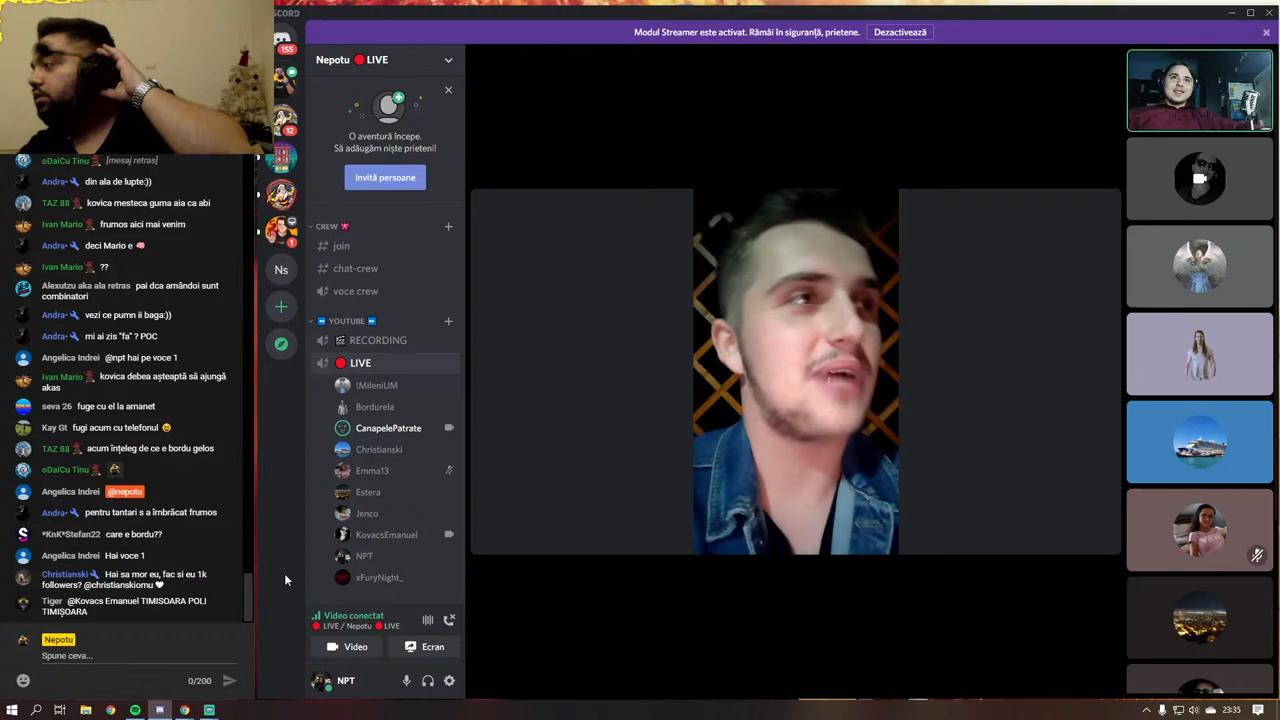 SCORD
Modul Streamer este activat. Rămâi în siguranță, prietene.
Dezactivează
155
12
1
Ns
Nepotu 🔴 LIVE
O aventură începe.
Să adăugăm niște prieteni!
Invită persoane
CREW
join
chat-crew
voce crew
YOUTUBE
RECORDING
LIVE
!MileniUM
Bordurela
CanapelePatrate
Christianski
Emma13
Estera
Jenco
KovacsEmanuel
NPT
xFuryNight_
Video conectat
🔴 LIVE / Nepotu 🔴 LIVE
Video
Ecran
NPT
oDaiCu Tinu [mesaj retras]
Andra• din ala de lupte:))
TAZ 88 kovica mesteca guma aia ca abi
Ivan Mario frumos aici mai venim
Andra• deci Mario e 🧠
Ivan Mario ??
Alexutzu aka ala retras pai dca amândoi sunt
combinatori
Andra• vezi ce pumn ii baga:))
Andra• mi ai zis "fa" ? POC
Angelica Indrei @npt hai pe voce 1
Ivan Mario kovica debea așteaptă să ajungă
akas
seva 26 fuge cu el la amanet
Kay Gt fugi acum cu telefonul
TAZ 88 acum înțeleg de ce e bordu gelos
oDaiCu Tinu
Angelica Indrei @nepotu
Andra• pentru tantari s a îmbrăcat frumos
*KnK*Stefan22 care e bordu??
Angelica Indrei Hai voce 1
Christianski Hai sa mor eu, fac si eu 1k
followers? @christianskiomu
Tiger @Kovacs Emanuel TIMISOARA POLI
TIMIȘOARA
Nepotu
Spune ceva...
0/200
23:35